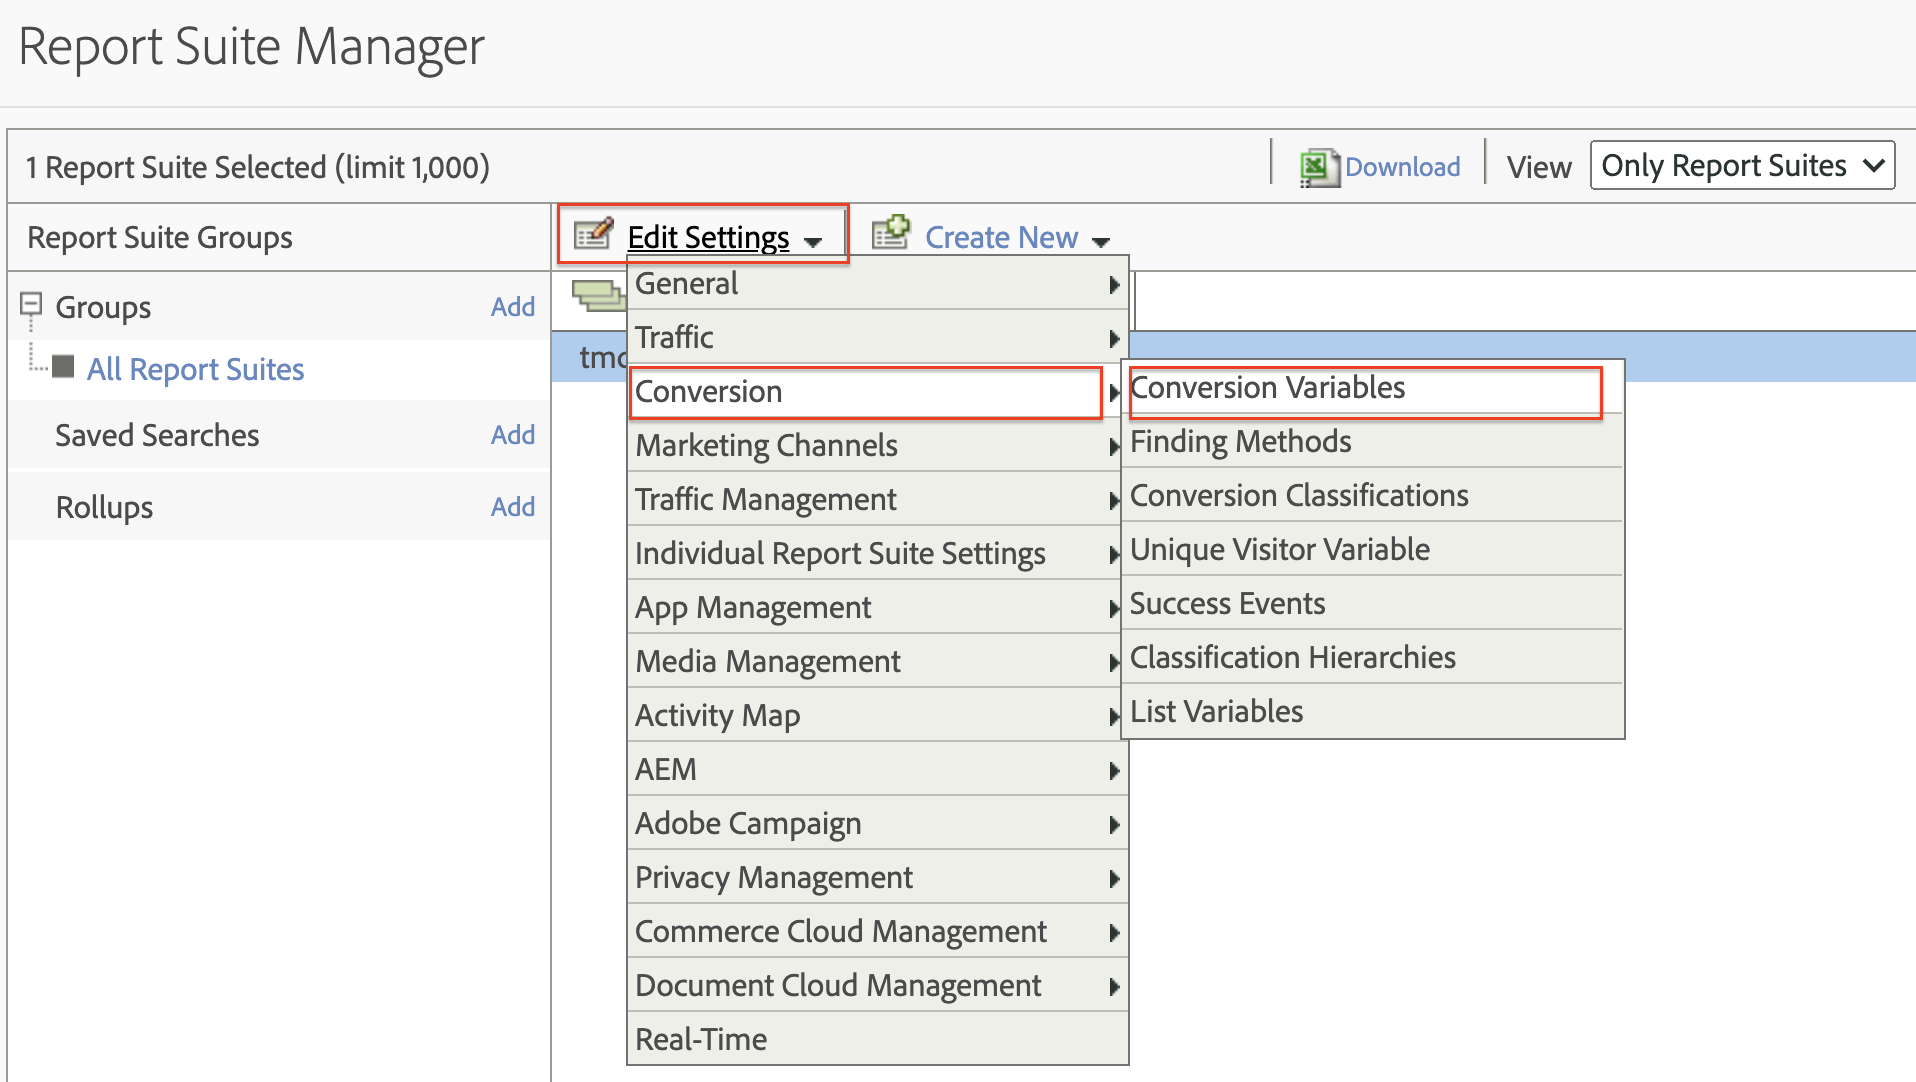 Report Suite Manager
1 Report Suite Selected (limit 1,000)
Download
View
Only Report Suites
Report Suite Groups
Edit Settings
Create New
Groups
Add
All Report Suites
Saved Searches
Add
Rollups
Add
General
Traffic
Conversion
Marketing Channels
Traffic Management
Individual Report Suite Settings
App Management
Media Management
Activity Map
AEM
Adobe Campaign
Privacy Management
Commerce Cloud Management
Document Cloud Management
Real-Time
Conversion Variables
Finding Methods
Conversion Classifications
Unique Visitor Variable
Success Events
Classification Hierarchies
List Variables